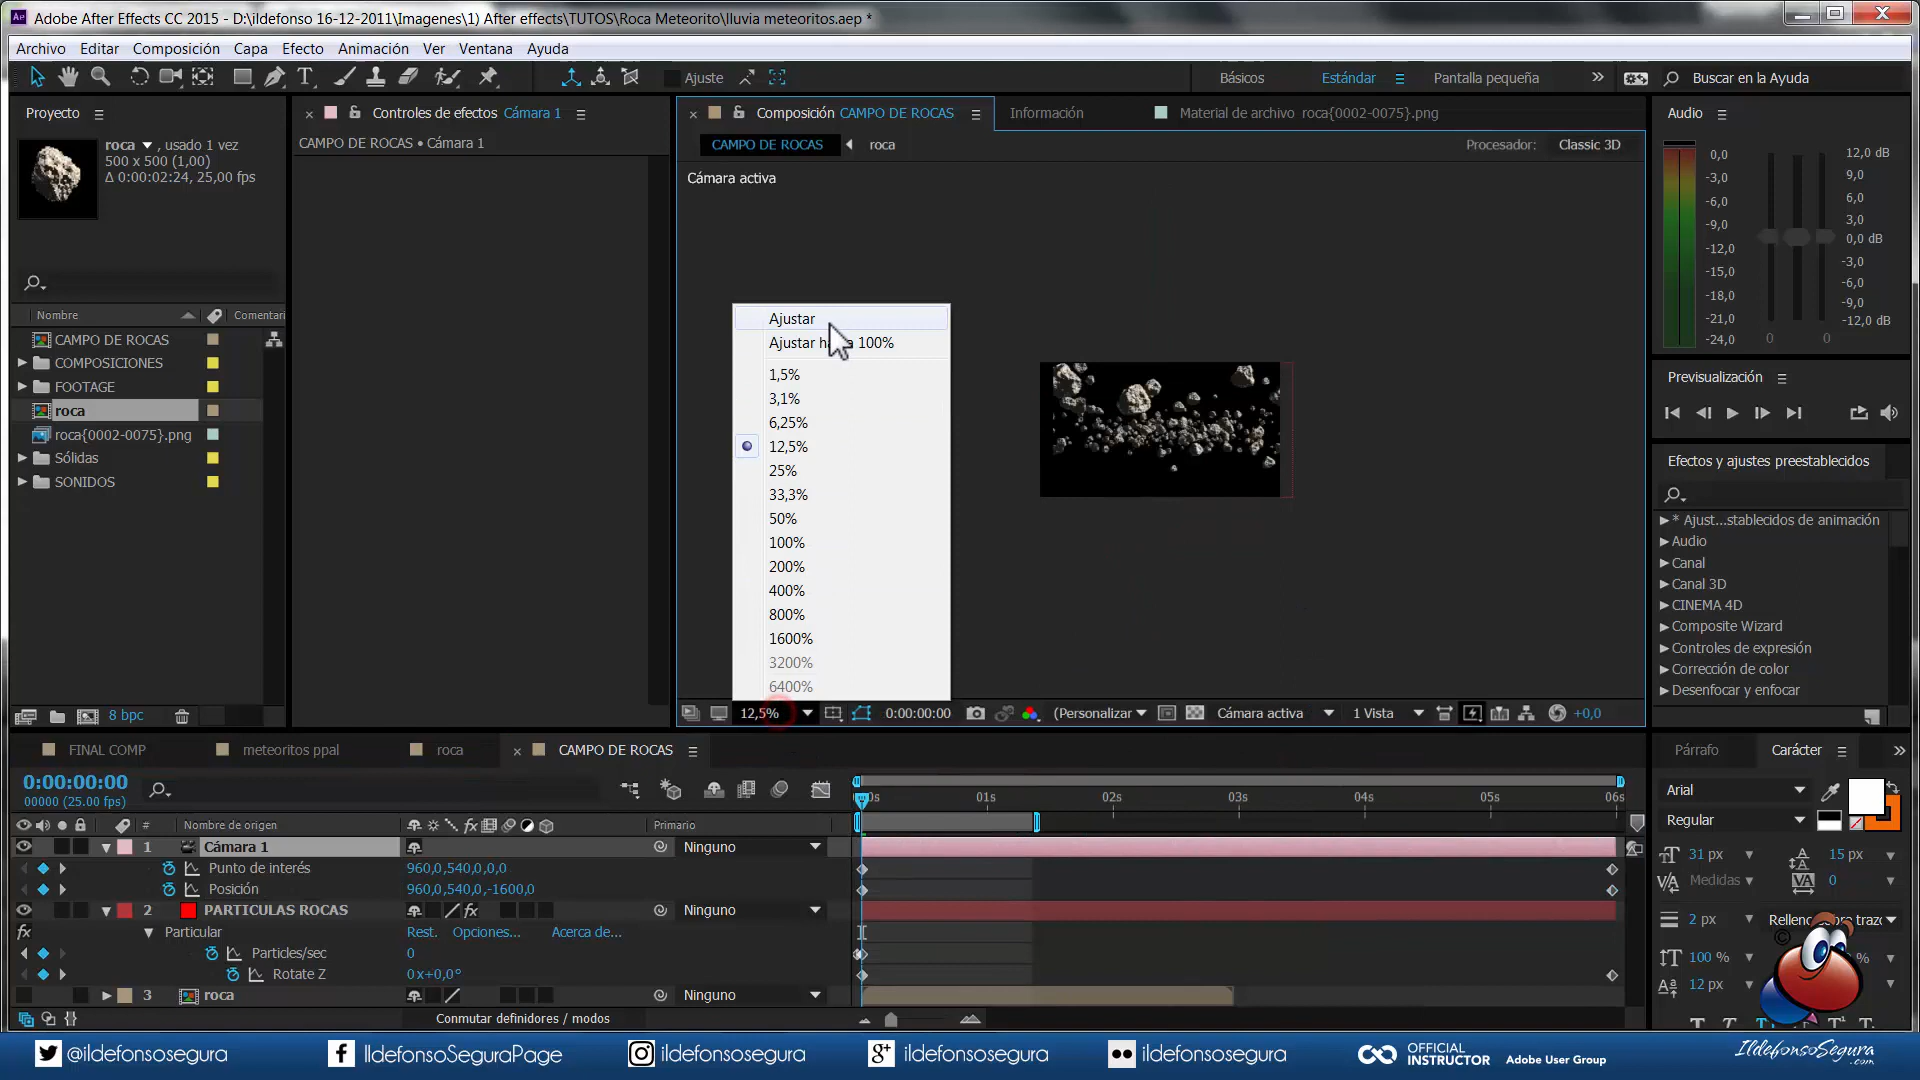 Adobe After Effects CC 2015 - D:\ildefonso 16-12-2011\Imagenes\1) After effects\TUTOS\Roca Meteorito\lluvia meteoritos.aep *
Archivo Editar Composición Capa Efecto Animación Ver Ventana Ayuda
Ajuste Básicos Estándar Pantalla pequeña Buscar en la Ayuda
Proyecto
roca , usado 1 vez
500 x 500 (1,00)
Δ 0:00:02:24, 25,00 fps
Nombre Comentari
CAMPO DE ROCAS
COMPOSICIONES
FOOTAGE
roca
roca{0002-0075}.png
Sólidas
SONIDOS
8 bpc
Controles de efectos Cámara 1
CAMPO DE ROCAS • Cámara 1
Composición CAMPO DE ROCAS Información Material de archivo roca{0002-0075}.png
CAMPO DE ROCAS roca Procesador: Classic 3D
Cámara activa
Ajustar
Ajustar 100%
1,5%
3,1%
6,25%
12,5%
25%
33,3%
50%
100%
200%
400%
800%
1600%
3200%
6400%
12,5% 0:00:00:00 (Personalizar Cámara activa 1 Vista +0,0
Audio
0,0
-3,0
-6,0
-9,0
-12,0
-15,0
-18,0
-21,0
-24,0
0 0
12,0 dB
9,0
6,0
3,0
0,0 dB
-3,0
-6,0
-9,0
-12,0 dB
Previsualización
Efectos y ajustes preestablecidos
* Ajust...stablecidos de animación
Audio
Canal
Canal 3D
CINEMA 4D
Composite Wizard
Controles de expresión
Corrección de color
Desenfocar y enfocar
FINAL COMP meteoritos ppal roca CAMPO DE ROCAS
0:00:00:00
00000 (25.00 fps)
0s 01s 02s 03s 04s 05s 06s
# Nombre de origen Primario
1 Cámara 1 Ninguno
Punto de interés 960,0,540,0,0,0
Posición 960,0,540,0,-1600,0
2 PARTICULAS ROCAS fx Ninguno
fx Particular Rest. Opciones... Acerca de...
Particles/sec 0
Rotate Z 0x+0,0°
3 roca Ninguno
Conmutar definidores / modos
Párrafo Carácter
Arial
Regular
31 px 15 px
Medidas 0
2 px
100 % %
12 px
@ildefonsosegura IldefonsoSeguraPage ildefonsosegura ildefonsosegura ildefonsosegura OFFICIAL INSTRUCTOR Adobe User Group IldefonsoSegura.com